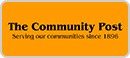 The Community Post
Serving our communities since 1896